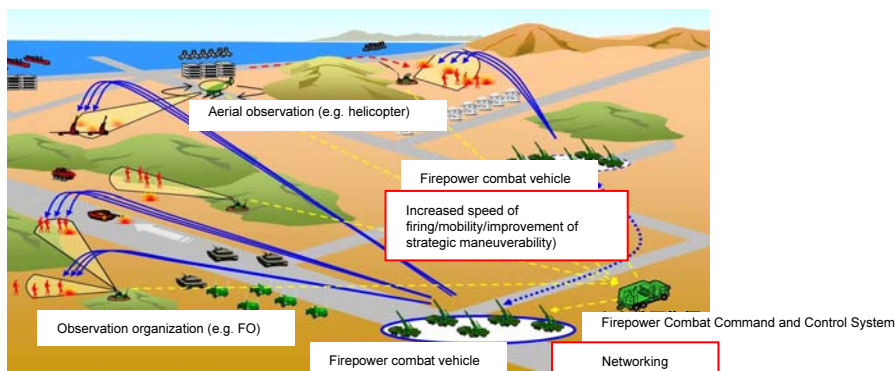 Aerial observation (e.g. helicopter)
Firepower combat vehicle
Increased speed of
firing/mobility/improvement of
strategic maneuverability)
Observation organization (e.g. FO)
Firepower Combat Command and Control System
Firepower combat vehicle
Networking